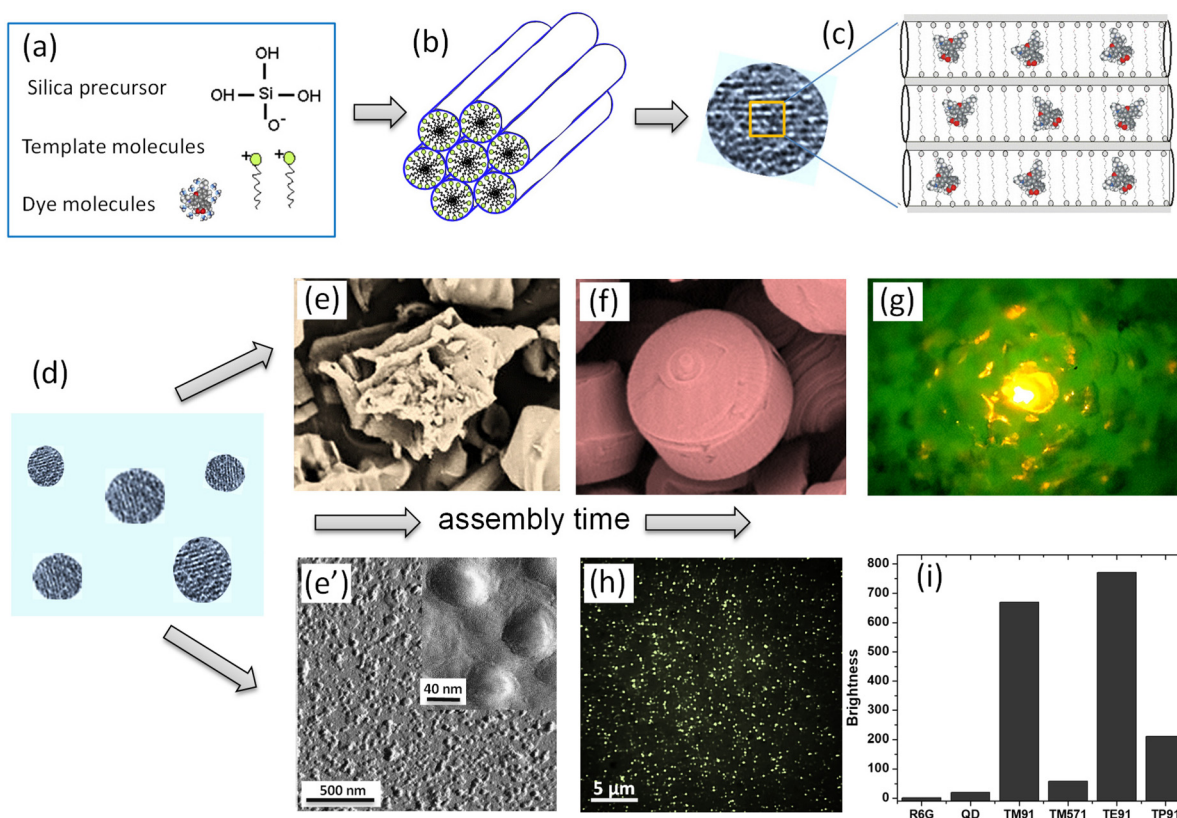 (a)
Silica precursor
OH
OH Si OH
O-
Template molecules
+ +
Dye molecules
(b)
(c)
(d)
(e)
(f)
(g)
assembly time
(e')
40 nm
500 nm
(h)
5 μm
(i)
Brightness
800
700
600
500
400
300
200
100
0
R6G QD TM91 TM571 TE91 TP91